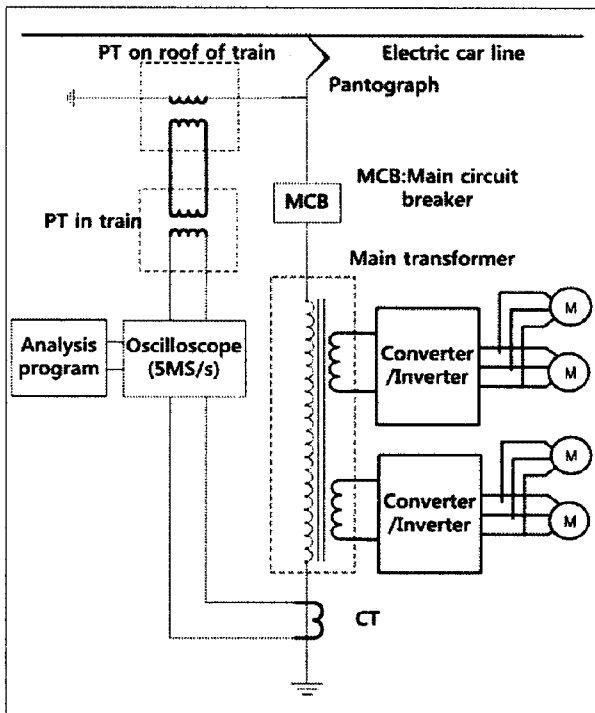 PT on roof of train
Electric car line
Pantograph
MCB
MCB:Main circuit
breaker
PT in train
Main transformer
Analysis
program
Oscilloscope
(5MS/s)
Converter
/Inverter
M
M
Converter
/Inverter
M
M
CT